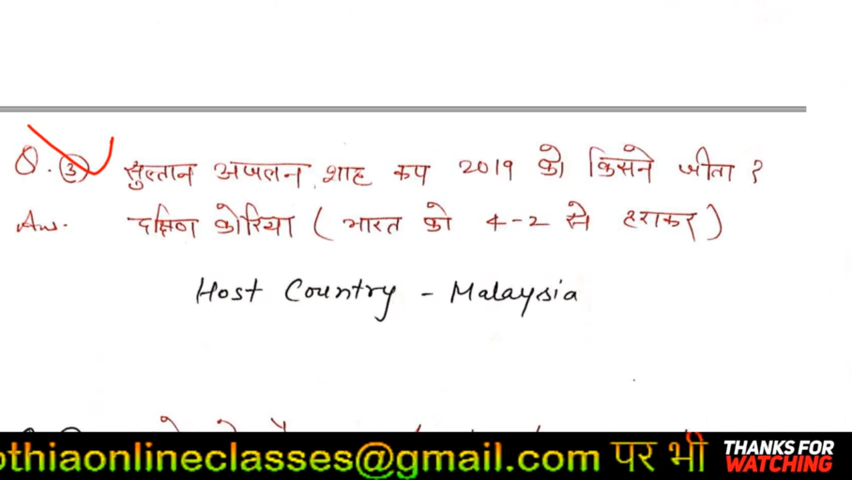 Q. ③ सुल्तान अजलन शाह कप 2019 को किसने जीता ?
Ans. दक्षिण कोरिया ( भारत को 4-2 से हराकर )
Host Country - Malaysia
othiaonlineclasses@gmail.com पर भी
THANKS FOR
WATCHING